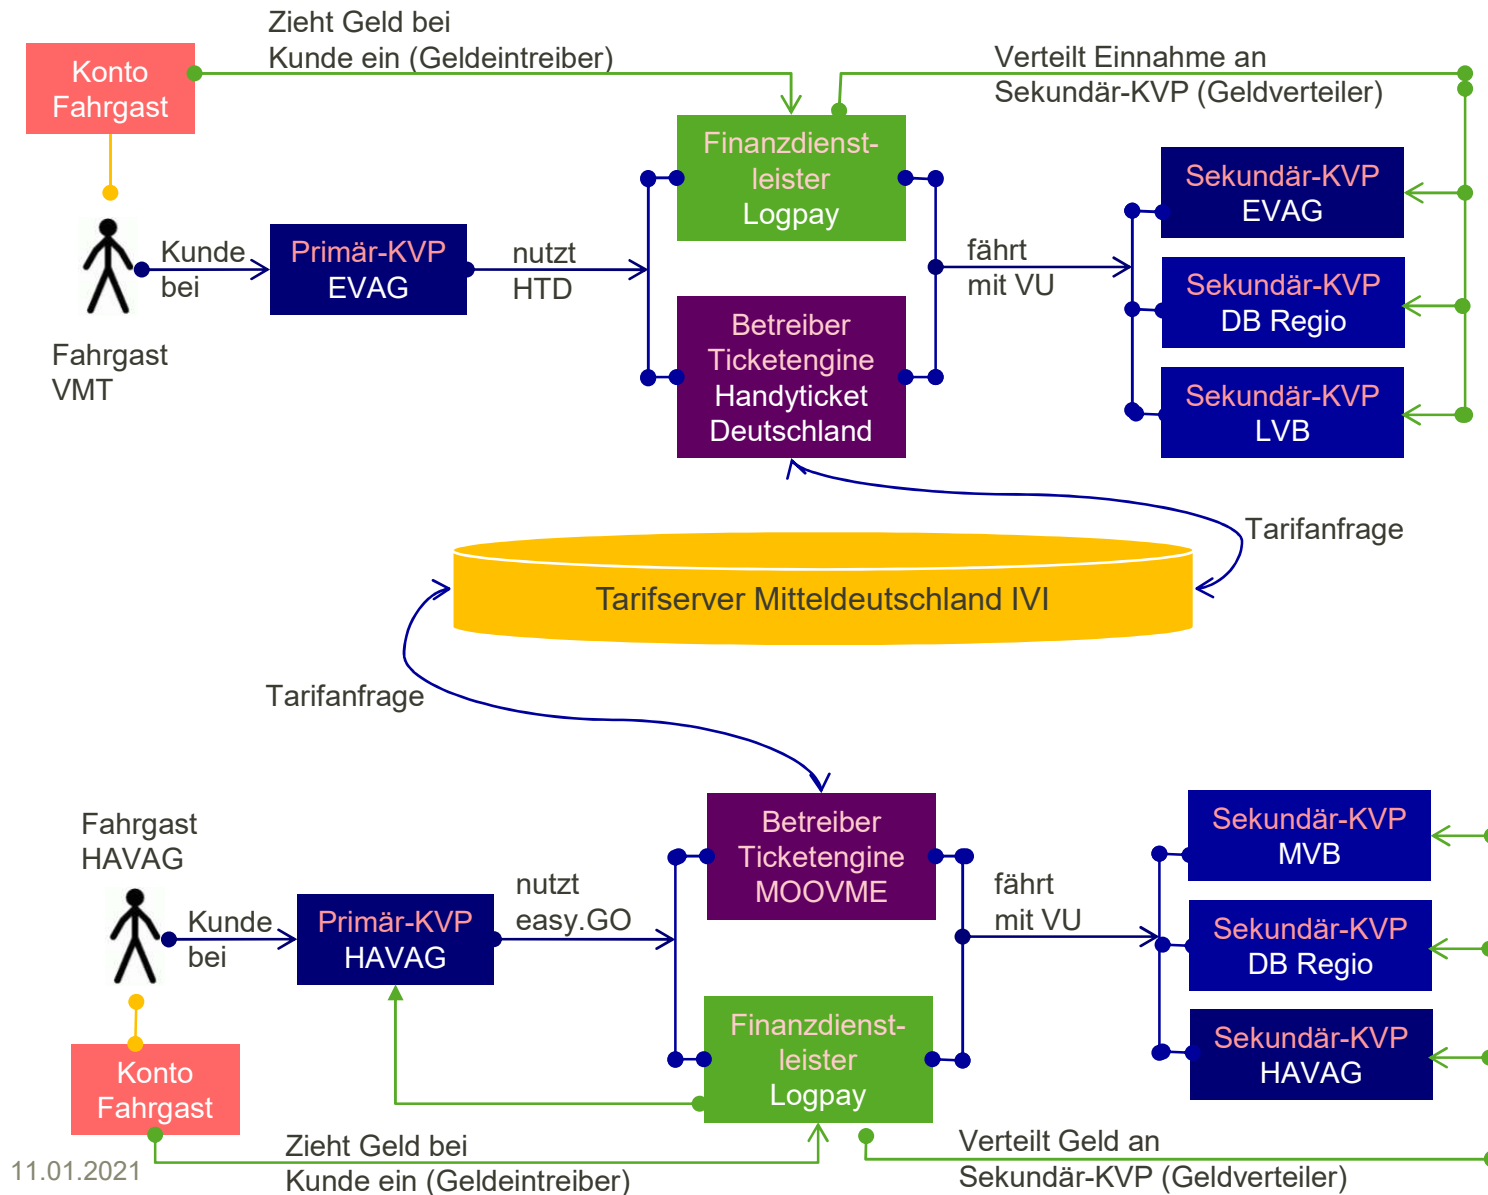 Zieht Geld bei
Kunde ein (Geldeintreiber)
Verteilt Einnahme an
Sekundär-KVP (Geldverteiler)
Konto
Fahrgast
Finanzdienst-
leister
Logpay
Sekundär-KVP
EVAG
Kunde
bei
Primär-KVP
EVAG
nutzt
HTD
fährt
mit VU
Sekundär-KVP
DB Regio
Fahrgast
VMT
Betreiber
Ticketengine
Handyticket
Deutschland
Sekundär-KVP
LVB
Tarifanfrage
Tarifserver Mitteldeutschland IVI
Tarifanfrage
Fahrgast
HAVAG
Betreiber
Ticketengine
MOOVME
Sekundär-KVP
MVB
Kunde
bei
Primär-KVP
HAVAG
nutzt
easy.GO
fährt
mit VU
Sekundär-KVP
DB Regio
Finanzdienst-
leister
Logpay
Sekundär-KVP
HAVAG
Konto
Fahrgast
Zieht Geld bei
Kunde ein (Geldeintreiber)
Verteilt Geld an
Sekundär-KVP (Geldverteiler)
11.01.2021